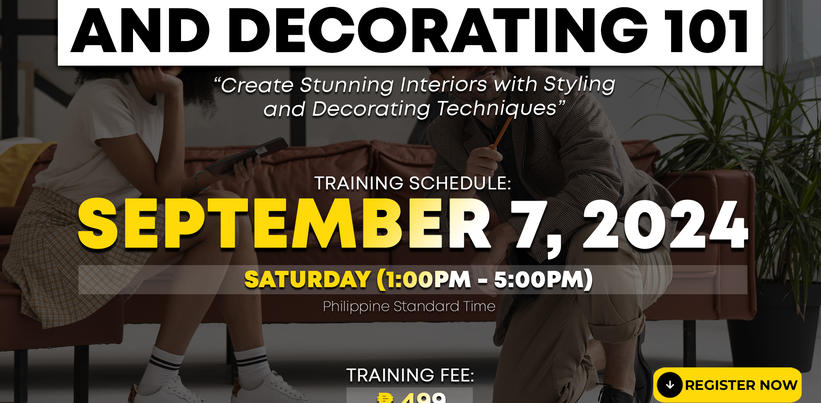 AND DECORATING 101
“Create Stunning Interiors with Styling
and Decorating Techniques”
TRAINING SCHEDULE:
SEPTEMBER 7, 2024
SATURDAY (1:00PM - 5:00PM)
Philippine Standard Time
TRAINING FEE:
₱ 499
REGISTER NOW